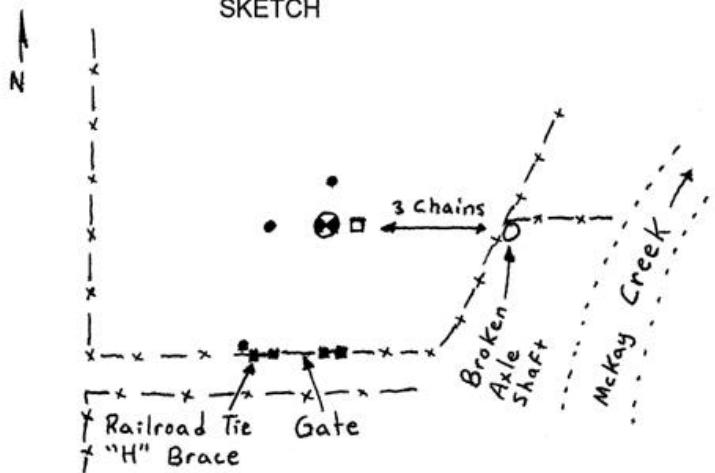 SKETCH
N
3 Chains
Broken
Axle
Shaft
McKay Creek
Railroad Tie
"H" Brace
Gate